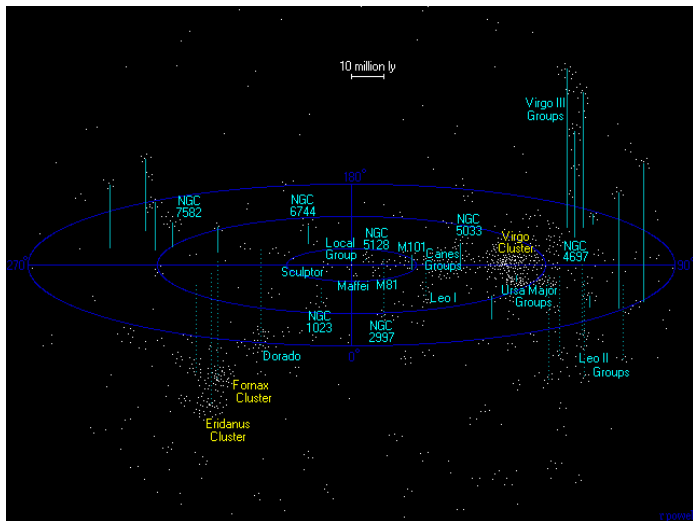 10 million ly
Virgo III
Groups
180°
NGC
7582
NGC
6744
NGC
5128
NGC
5033
Local
Group
M101
Canes
Groups
Virgo
Cluster
NGC
4697
270°
90°
Sculptor
Maffei
M81
Leo I
Ursa Major
Groups
NGC
1023
NGC
2997
0°
Dorado
Leo II
Groups
Fornax
Cluster
Eridanus
Cluster